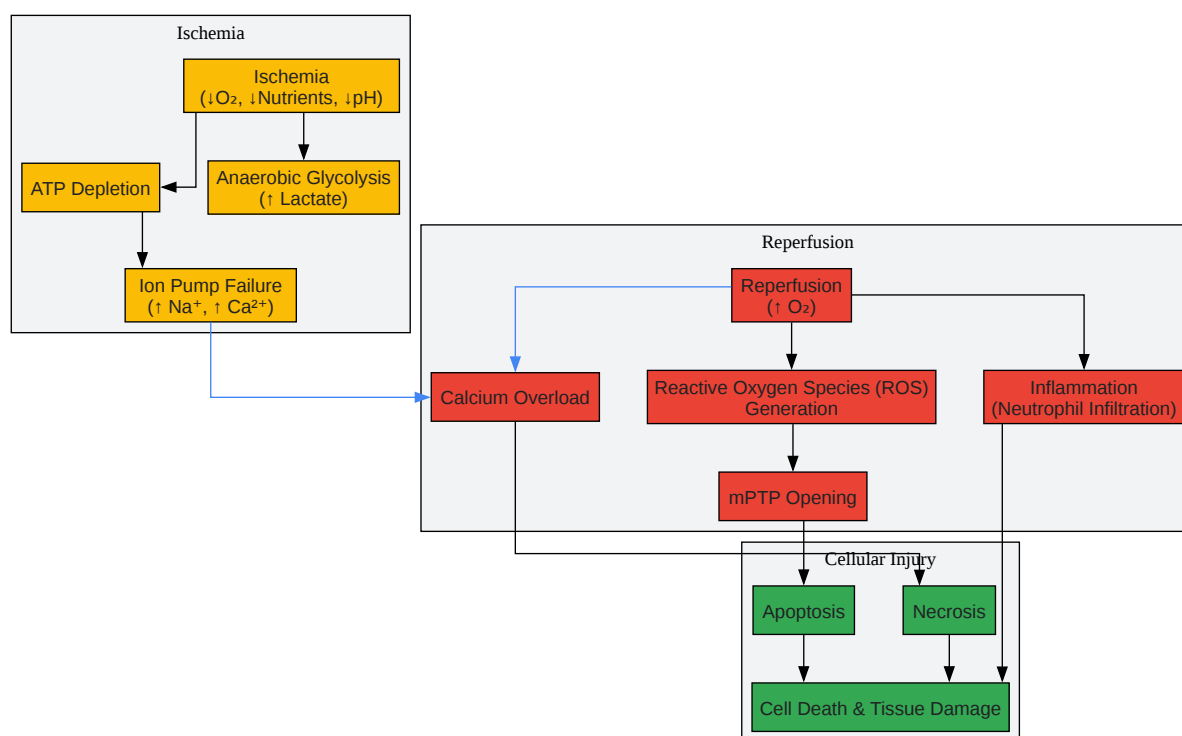 Ischemia
Ischemia
(↓O₂, ↓Nutrients, ↓pH)
ATP Depletion
Anaerobic Glycolysis
(↑ Lactate)
Ion Pump Failure
(↑ Na⁺, ↑ Ca²⁺)
Reperfusion
Reperfusion
(↑ O₂)
Calcium Overload
Reactive Oxygen Species (ROS)
Generation
Inflammation
(Neutrophil Infiltration)
mPTP Opening
Cellular Injury
Apoptosis
Necrosis
Cell Death & Tissue Damage